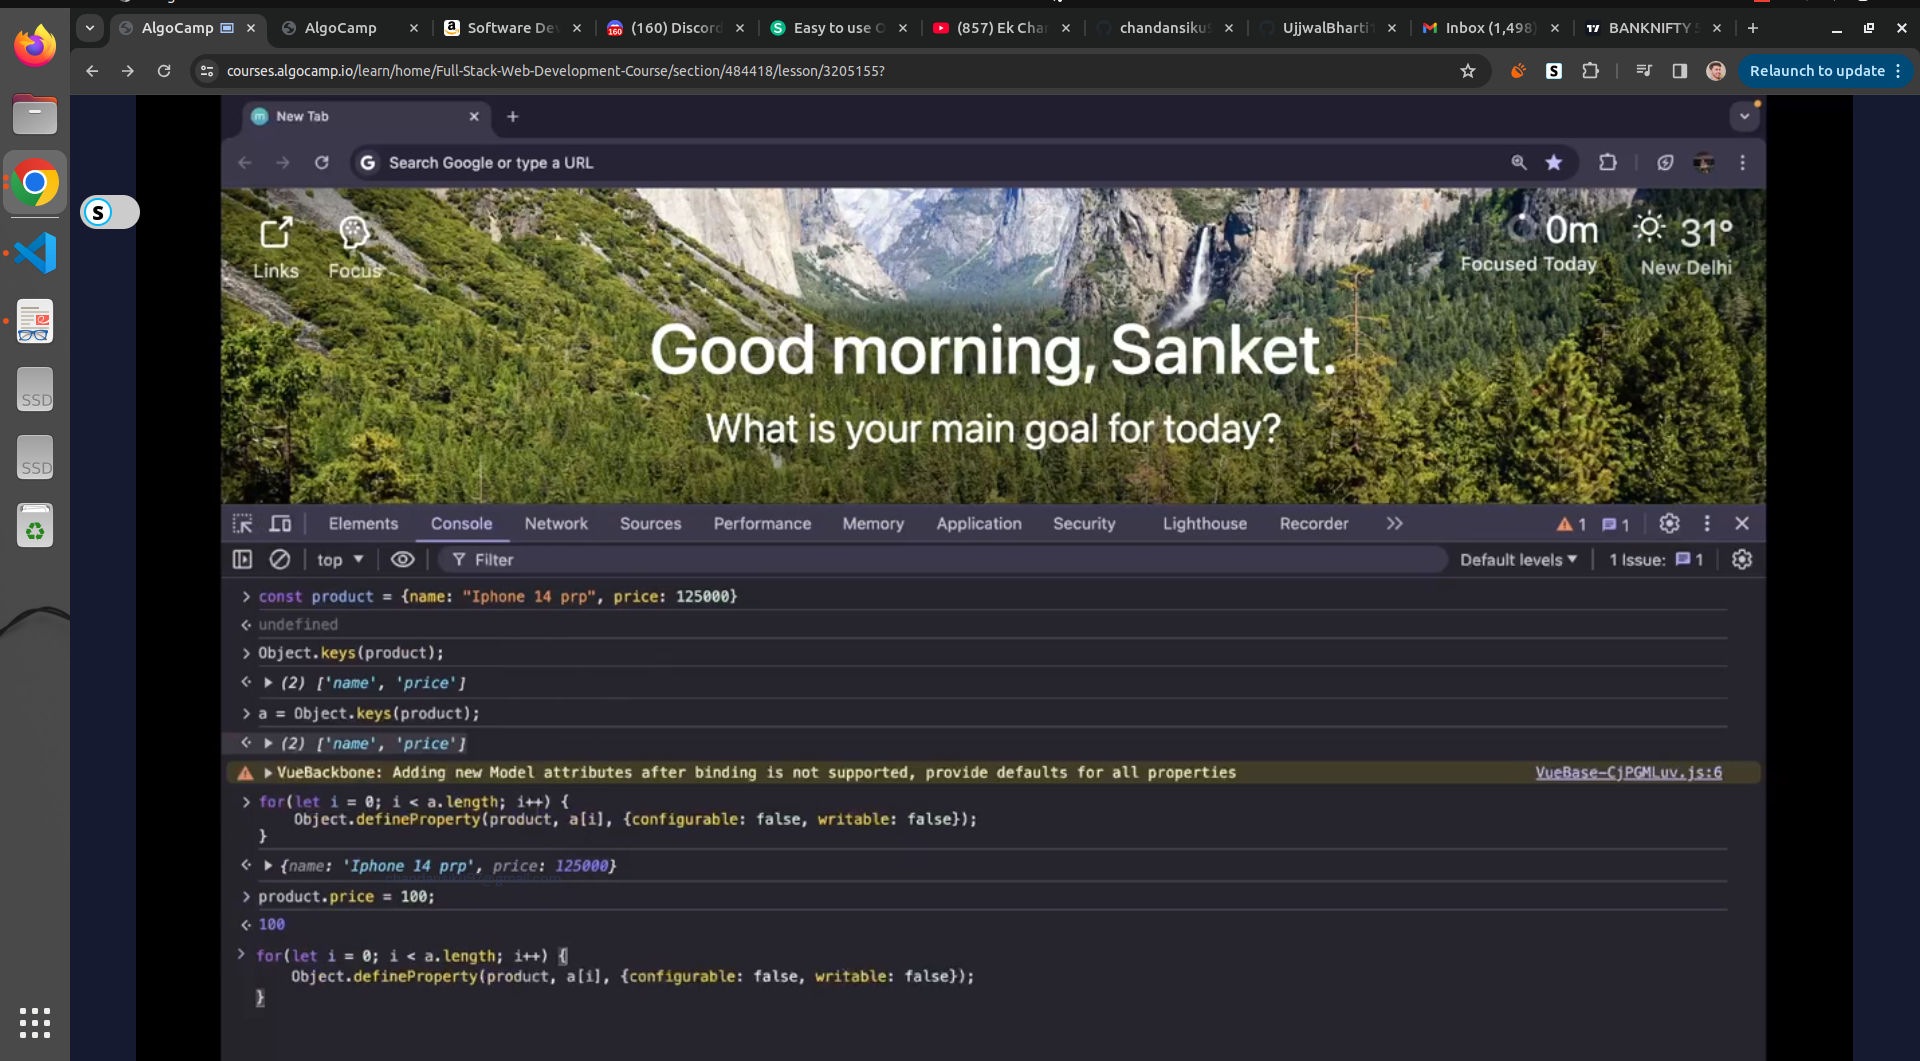 AlgoCamp
AlgoCamp
Software De
(160) Discord
Easy to use O
(857) Ek Cha
chandansiku
UjjwalBharti
Inbox (1,498)
BANKNIFTY
courses.algocamp.io/learn/home/Full-Stack-Web-Development-Course/section/484418/lesson/3205155?
Relaunch to update
New Tab
Search Google or type a URL
Links
Focus
0m
Focused Today
31°
New Delhi
Good morning, Sanket.
What is your main goal for today?
SSD
SSD
Elements
Console
Network
Sources
Performance
Memory
Application
Security
Lighthouse
Recorder
1
1
top
Filter
Default levels
1 Issue: 1
> const product = {name: "Iphone 14 prp", price: 125000}
undefined
> Object.keys(product);
(2) ['name', 'price']
> a = Object.keys(product);
(2) ['name', 'price']
VueBackbone: Adding new Model attributes after binding is not supported, provide defaults for all properties VueBase-CjPGMLuv.js:6
> for(let i = 0; i < a.length; i++) {
Object.defineProperty(product, a[i], {configurable: false, writable: false});
}
{name: 'Iphone 14 prp', price: 125000}
> product.price = 100;
100
> for(let i = 0; i < a.length; i++) {
Object.defineProperty(product, a[i], {configurable: false, writable: false});
}